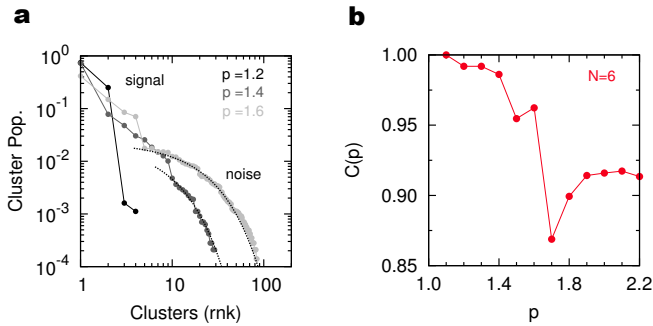 a
10^0
10^-1
10^-2
10^-3
10^-4
Cluster Pop.
signal
p =1.2
p =1.4
p =1.6
noise
1 10 100
Clusters (rnk)
b
1.00
0.95
0.90
0.85
C(p)
N=6
1.0 1.4 1.8 2.2
p